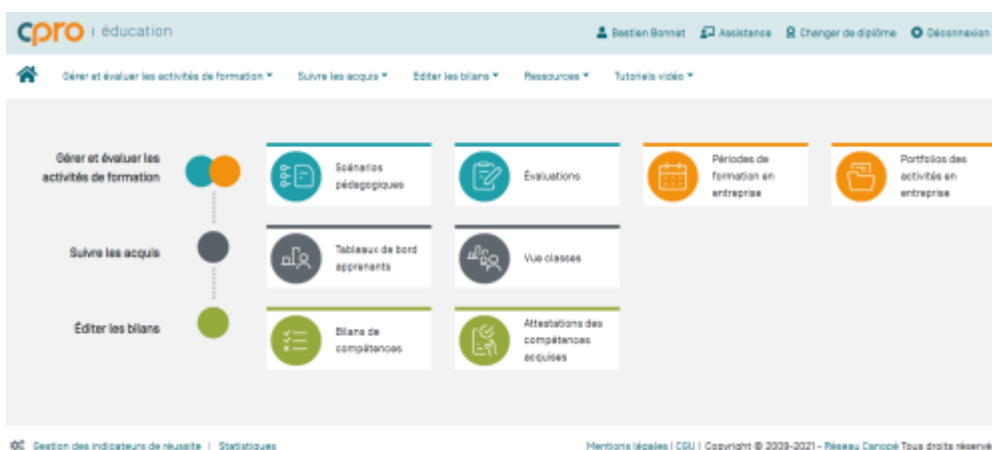 cpro | éducation
Bastien Bonnet Assistance Changer de diplôme Déconnexion
Gérer et évaluer les activités de formation Suivre les acquis Editer les bilans Ressources Tutoriels vidéo
Gérer et évaluer les
activités de formation
Scénarios
pédagogiques
Évaluations
Périodes de
formation en
entreprise
Portfolios des
activités en
entreprise
Suivre les acquis
Tableaux de bord
apprenants
Vue classes
Éditer les bilans
Bilans de
compétences
Attestations des
compétences
acquises
Gestion des indicateurs de réussite | Statistiques
Mentions légales | CGU | Copyright © 2009-2021 - Réseau Canopé Tous droits réservé